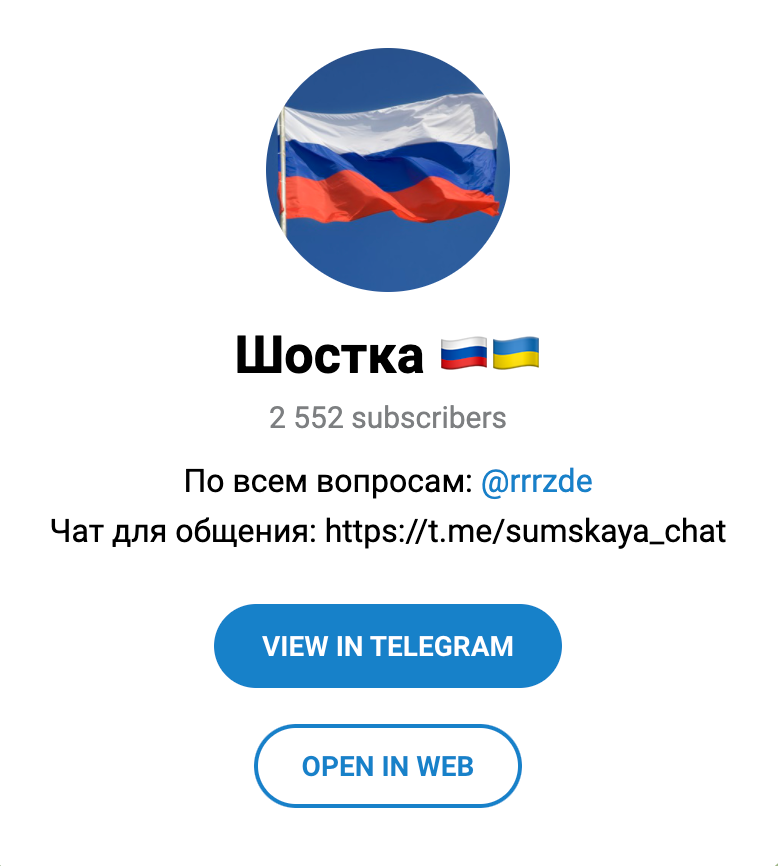 Шостка 🇷🇺🇺🇦
2 552 subscribers
По всем вопросам: @rrrzde
Чат для общения: https://t.me/sumskaya_chat
VIEW IN TELEGRAM
OPEN IN WEB